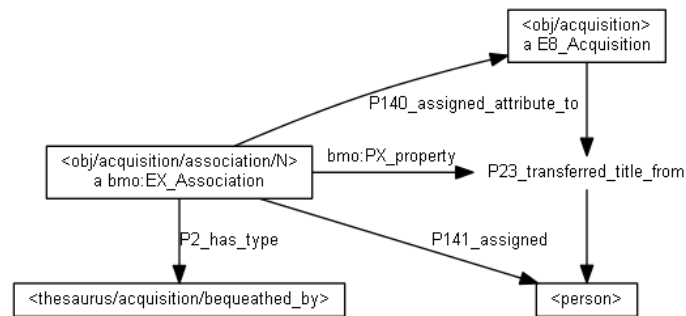 <obj/acquisition>
a E8_Acquisition
P140_assigned_attribute_to
<obj/acquisition/association/N>
a bmo:EX_Association
bmo:PX_property
P23_transferred_title_from
P2_has_type
P141_assigned
<thesaurus/acquisition/bequeathed_by>
<person>